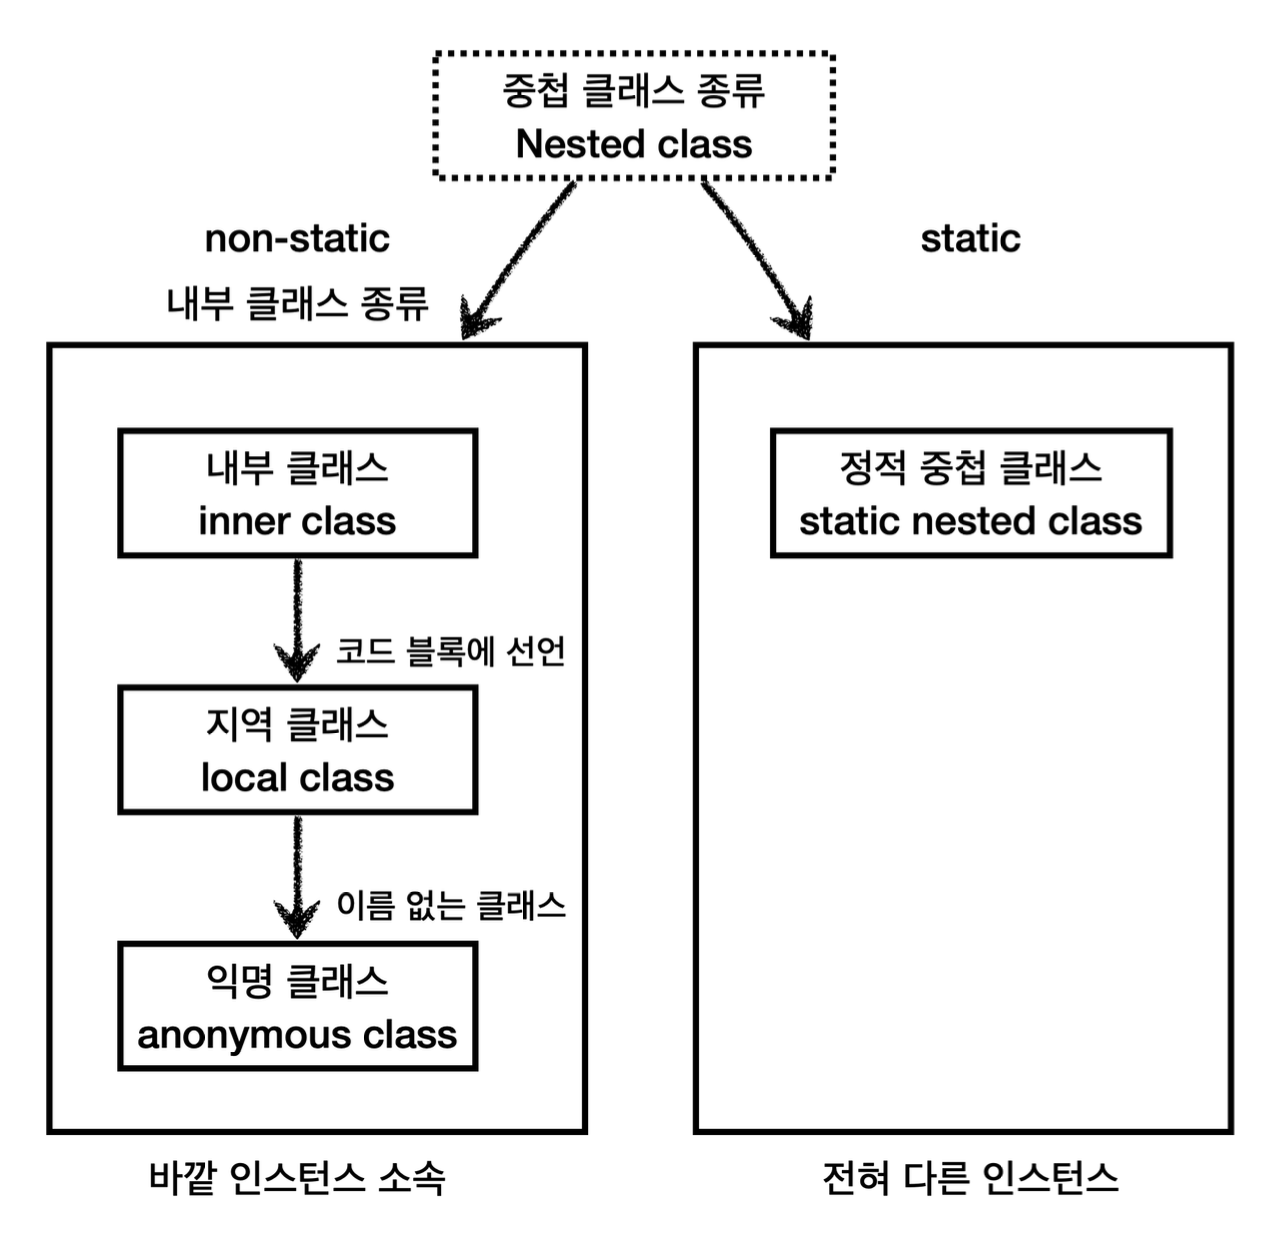 중첩 클래스 종류
Nested class
non-static
내부 클래스 종류
static
내부 클래스
inner class
코드 블록에 선언
지역 클래스
local class
이름 없는 클래스
익명 클래스
anonymous class
바깥 인스턴스 소속
정적 중첩 클래스
static nested class
전혀 다른 인스턴스